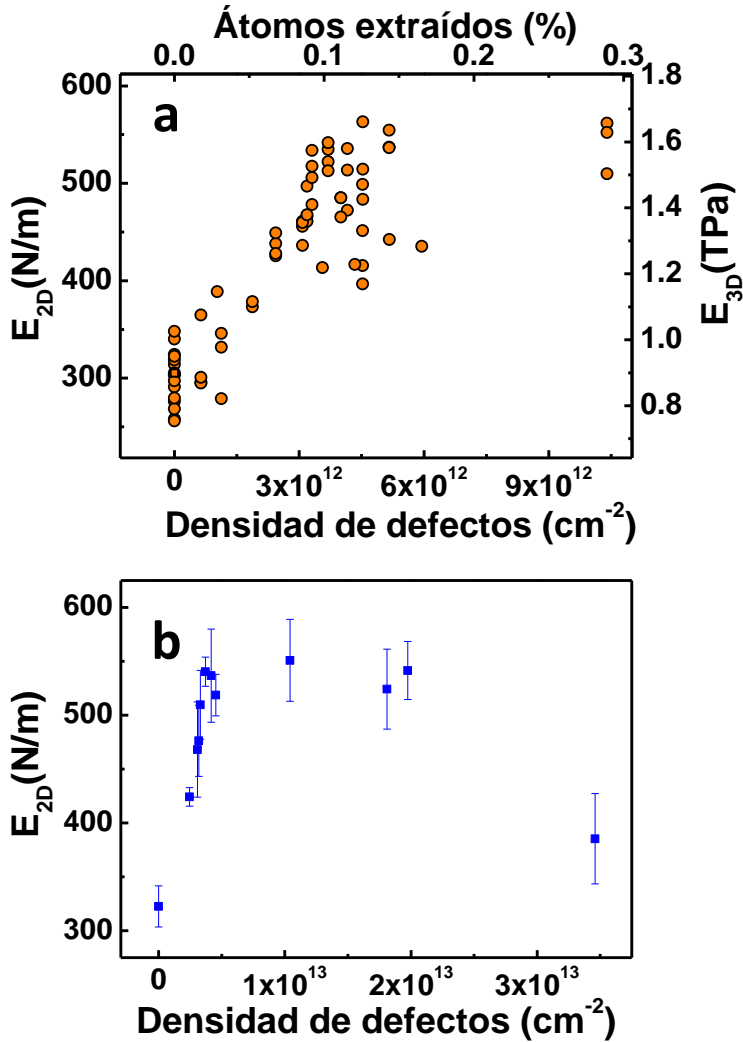 Átomos extraídos (%)
0.0 0.1 0.2 0.3
a
600
500
400
300
E2D(N/m)
1.8
1.6
1.4
1.2
1.0
0.8
E3D(TPa)
0 3x10^12 6x10^12 9x10^12
Densidad de defectos (cm^-2)
b
600
500
400
300
E2D(N/m)
0 1x10^13 2x10^13 3x10^13
Densidad de defectos (cm^-2)